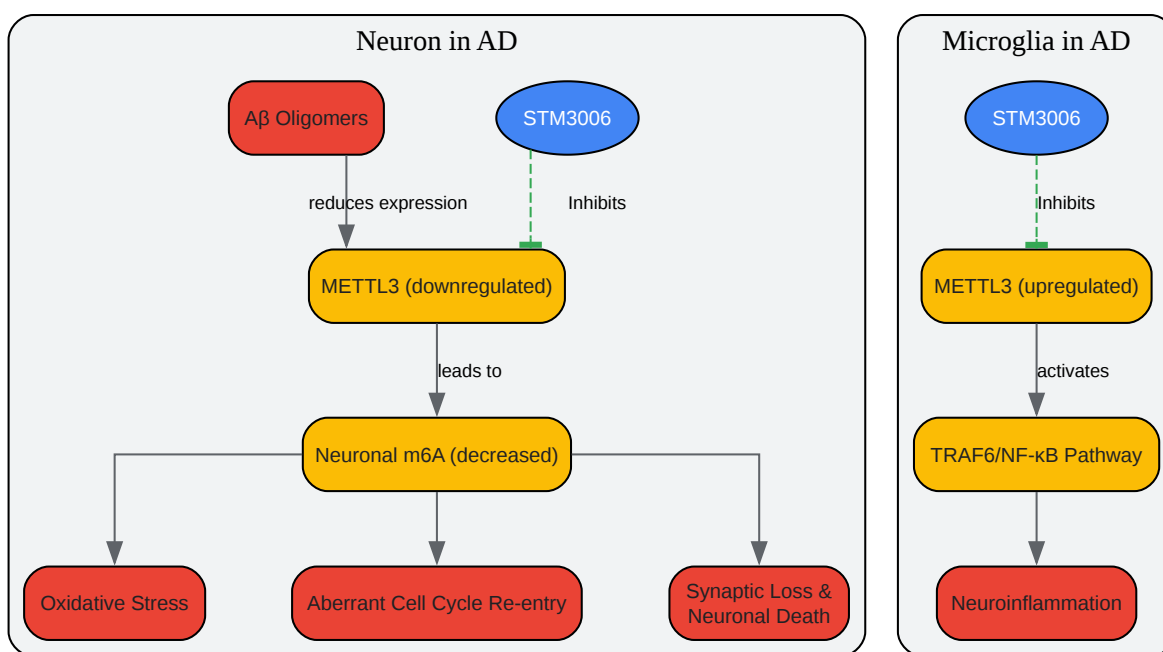 Neuron in AD
Aβ Oligomers
STM3006
reduces expression
Inhibits
METTL3 (downregulated)
leads to
Neuronal m6A (decreased)
Oxidative Stress
Aberrant Cell Cycle Re-entry
Synaptic Loss &
Neuronal Death
Microglia in AD
STM3006
Inhibits
METTL3 (upregulated)
activates
TRAF6/NF-κB Pathway
Neuroinflammation